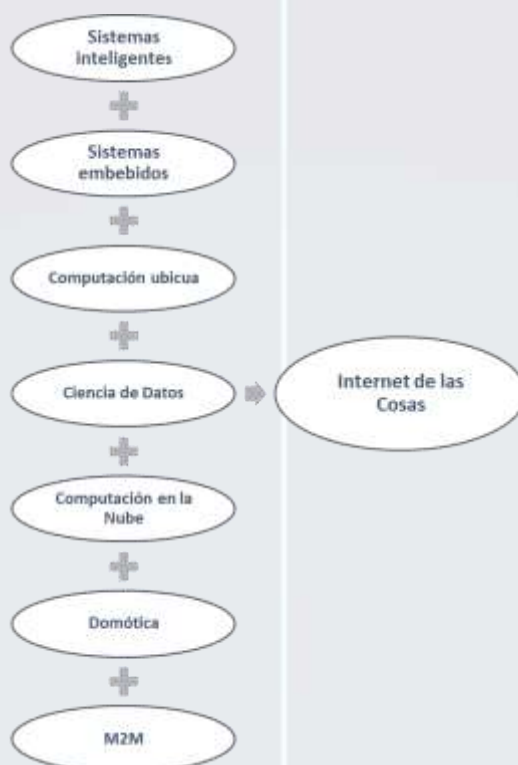 Sistemas
inteligentes
Sistemas
embebidos
Computación ubicua
Ciencia de Datos
Internet de las
Cosas
Computación en la
Nube
Domótica
M2M